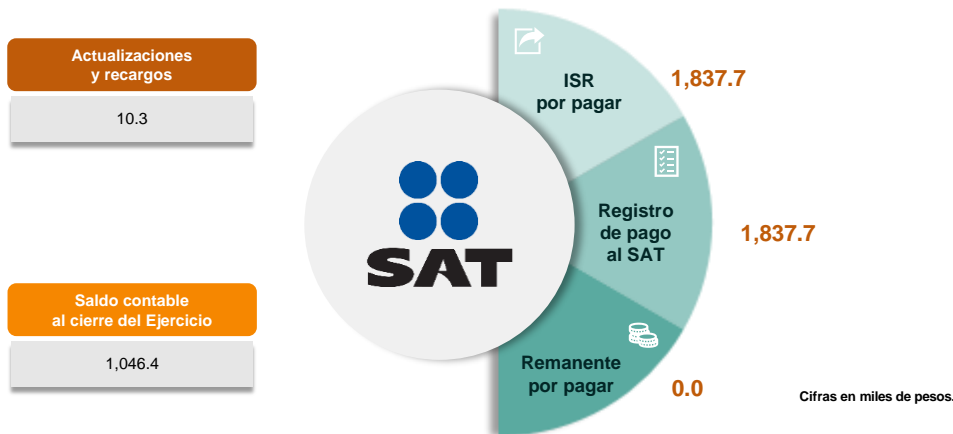 Actualizaciones
y recargos
10.3
Saldo contable
al cierre del Ejercicio
1,046.4
SAT
ISR
por pagar
1,837.7
Registro
de pago
al SAT
1,837.7
Remanente
por pagar
0.0
Cifras en miles de pesos.